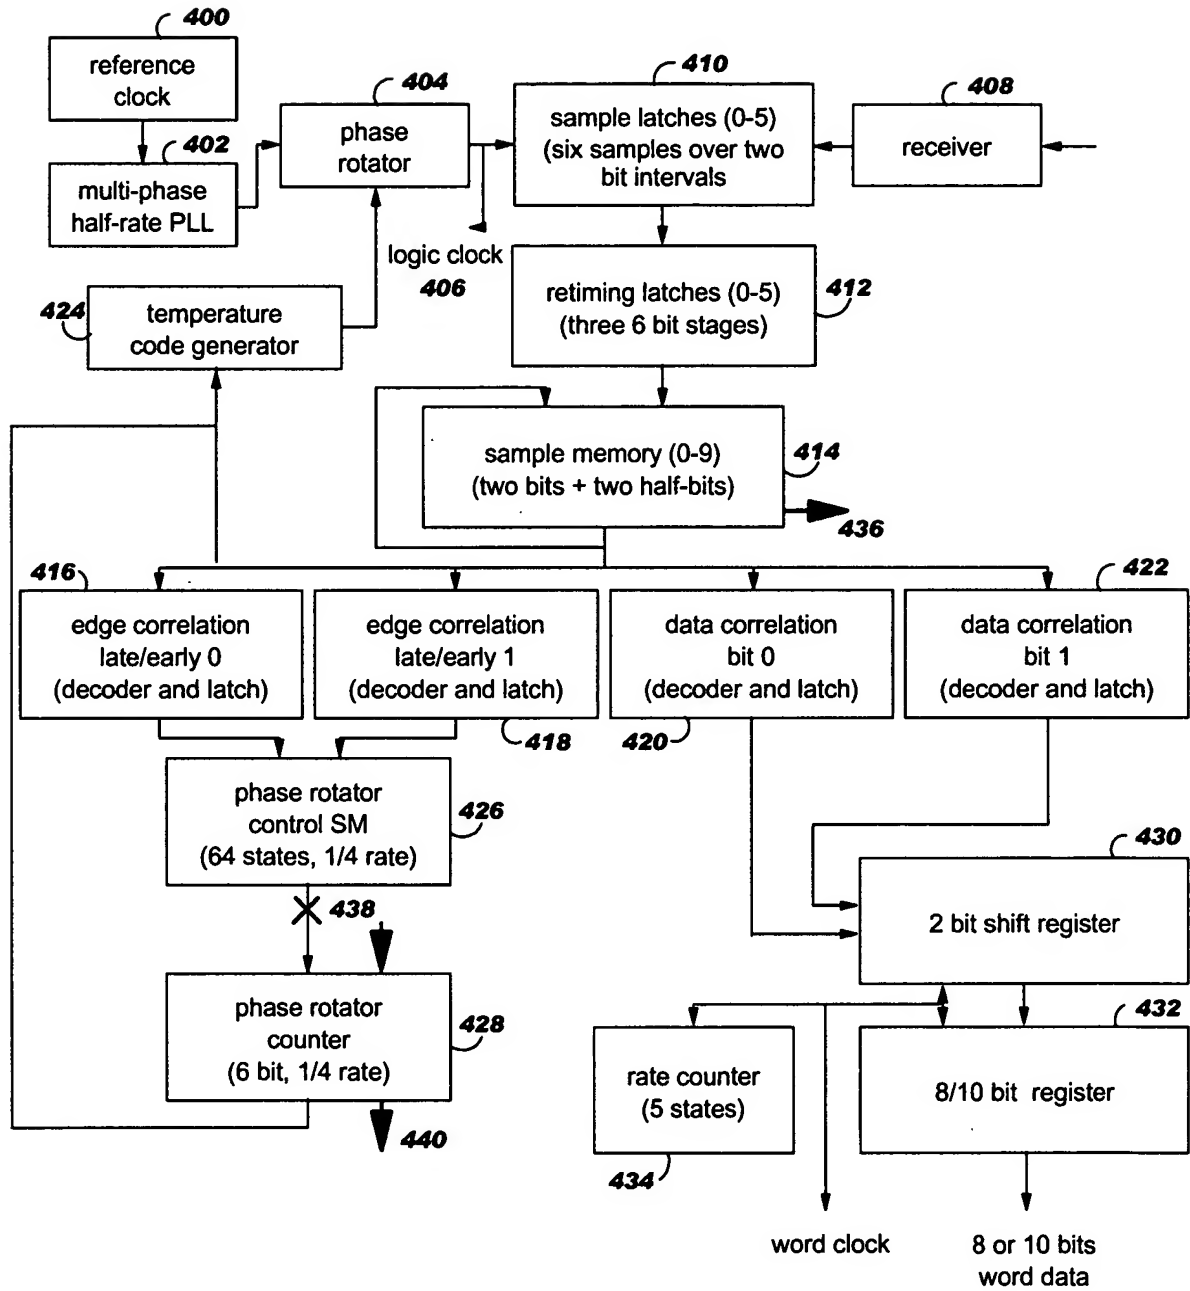 400
reference
clock
402
multi-phase
half-rate PLL
404
phase
rotator
logic clock
406
410
sample latches (0-5)
(six samples over two
bit intervals
408
receiver
424
temperature
code generator
retiming latches (0-5)
(three 6 bit stages)
412
sample memory (0-9)
(two bits + two half-bits)
414
436
416
edge correlation
late/early 0
(decoder and latch)
edge correlation
late/early 1
(decoder and latch)
418
data correlation
bit 0
(decoder and latch)
420
422
data correlation
bit 1
(decoder and latch)
phase rotator
control SM
(64 states, 1/4 rate)
426
438
phase rotator
counter
(6 bit, 1/4 rate)
428
440
430
2 bit shift register
432
8/10 bit register
rate counter
(5 states)
434
word clock
8 or 10 bits
word data